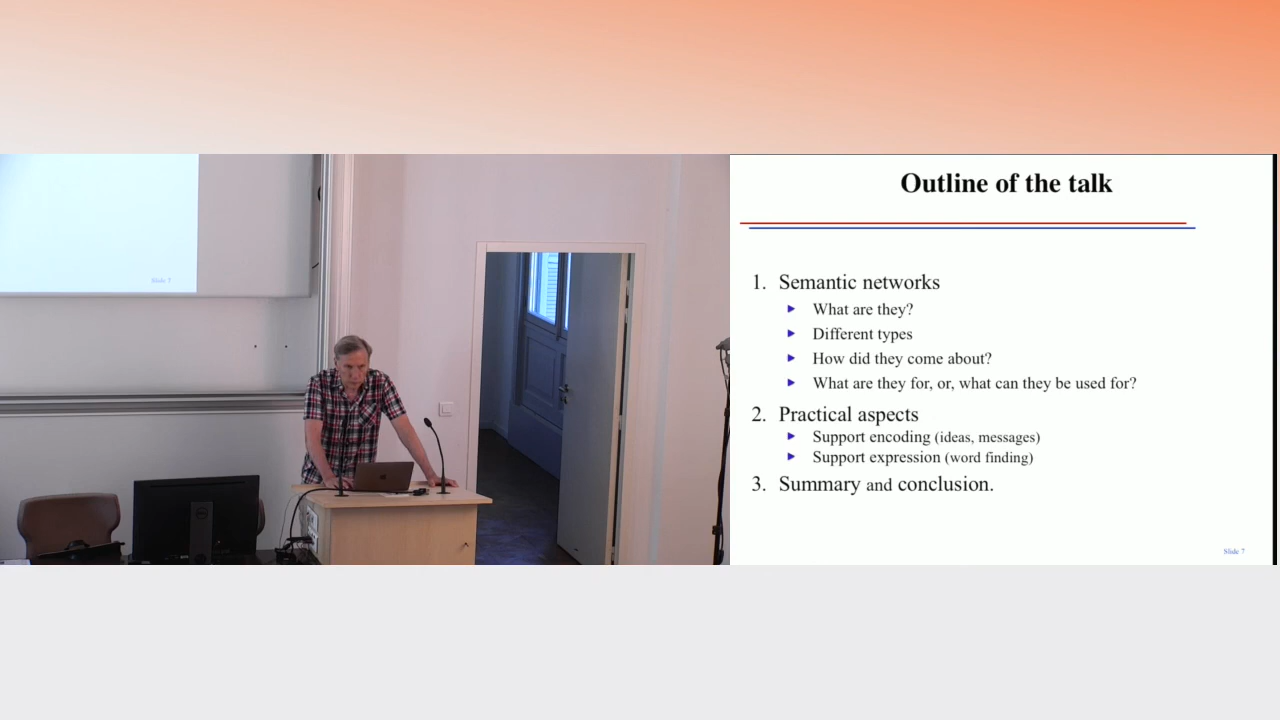 Slide 7
Outline of the talk
1. Semantic networks
What are they?
Different types
How did they come about?
What are they for, or, what can they be used for?
2. Practical aspects
Support encoding (ideas, messages)
Support expression (word finding)
3. Summary and conclusion.
Slide 7